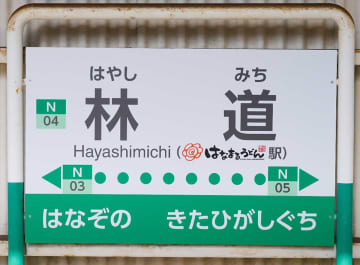 はやし みち
N 04 林道
Hayashimichi (はなまるうどん駅)
N 03 N 05
はなぞの きたひがしぐち